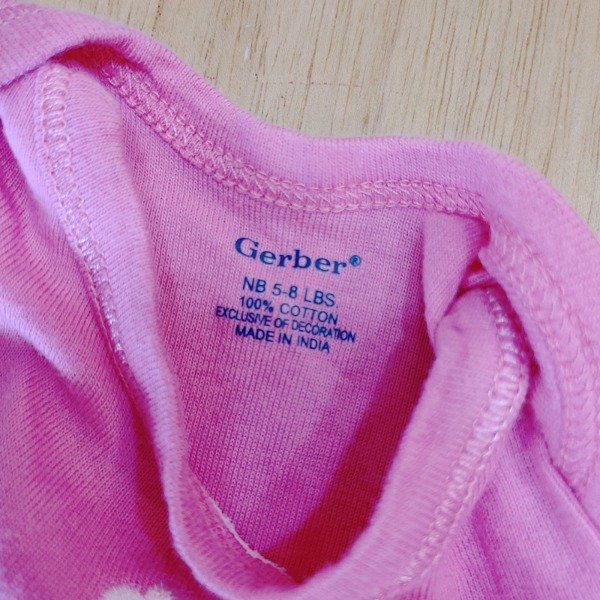 Gerber®
NB 5-8 LBS
100% COTTON
EXCLUSIVE OF DECORATION
MADE IN INDIA